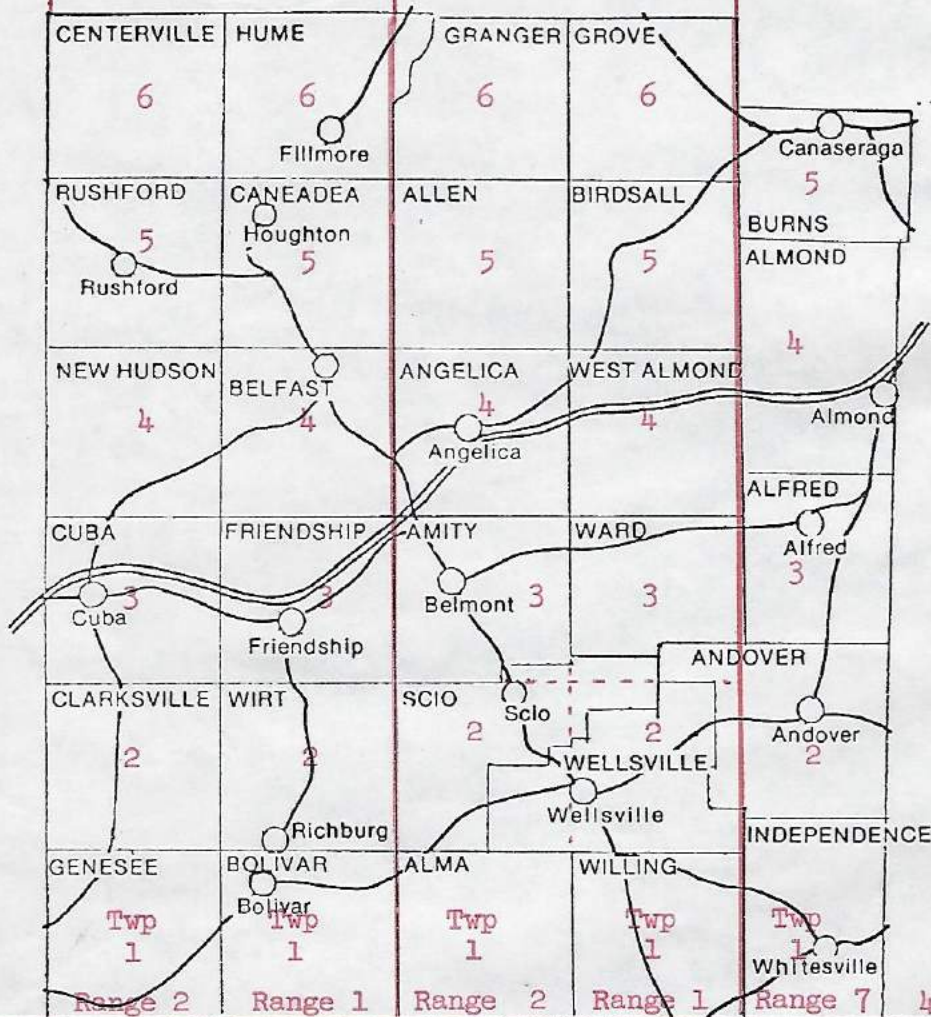 CENTERVILLE HUME GRANGER GROVE
6 6 6 6
Fillmore Canaseraga
5
RUSHFORD CANEADEA ALLEN BIRDSALL
Houghton BURNS
5 5 5 5
Rushford ALMOND
4
NEW HUDSON BELFAST ANGELICA WEST ALMOND
4 4 4 4
Almond
Angelica
ALFRED
CUBA FRIENDSHIP AMITY WARD
Alfred
3 3 3 3 3
Cuba Belmont
Friendship
ANDOVER
CLARKSVILLE WIRT SCIO
Scio
2 2 2 2 2
Andover
WELLSVILLE
Wellsville
Richburg INDEPENDENCE
GENESEE BOLIVAR ALMA WILLING
Bolivar
Twp Twp Twp Twp Twp
1 1 1 1 1
Whitesville
Range 2 Range 1 Range 2 Range 1 Range 7 4